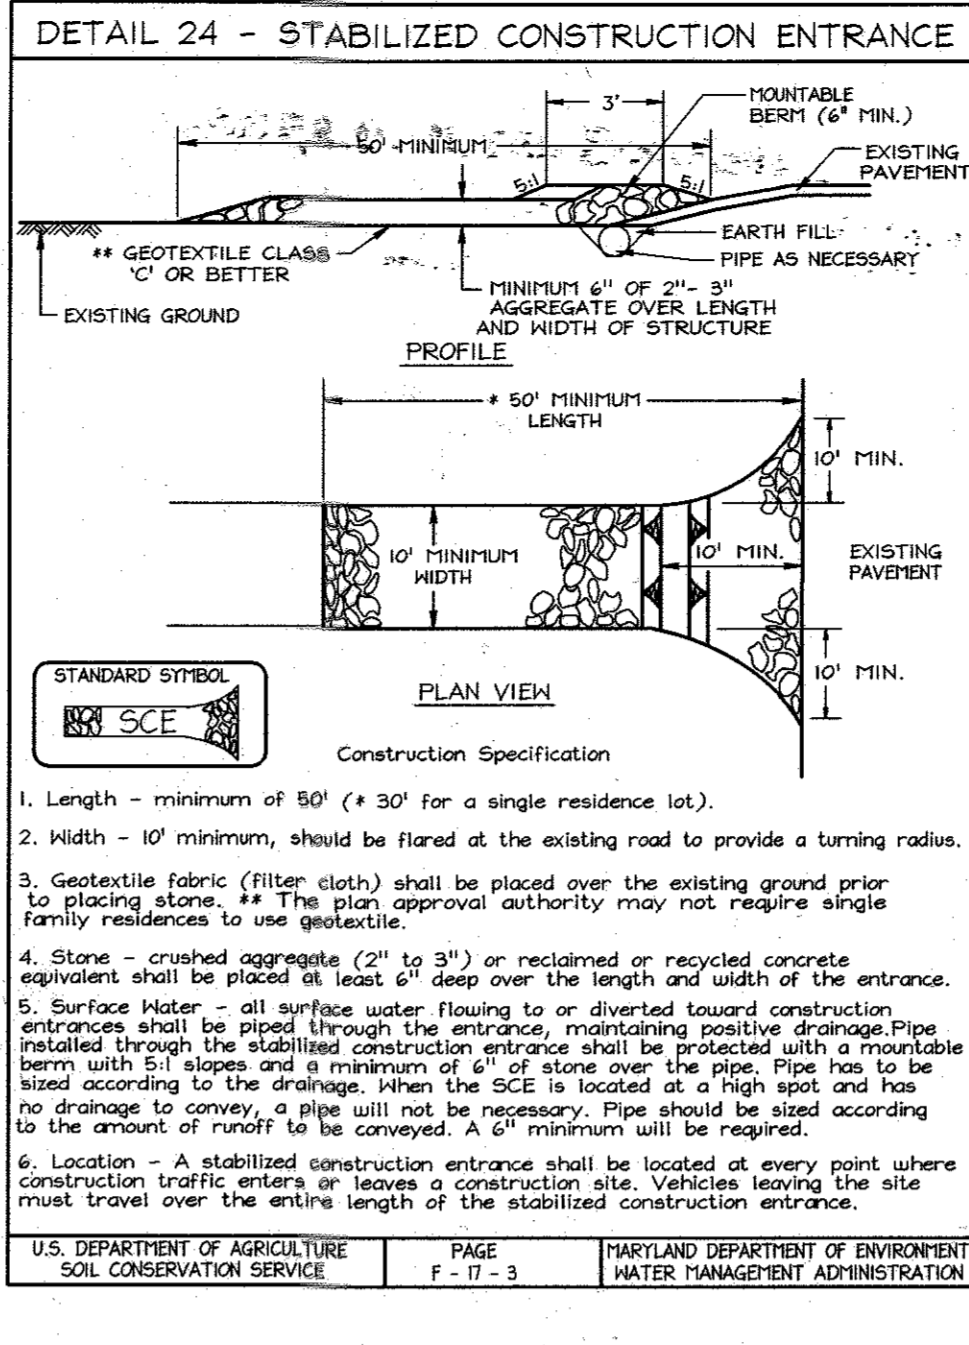 DETAIL 24 - STABILIZED CONSTRUCTION ENTRANCE
3'
MOUNTABLE
BERM (6" MIN.)
50' MINIMUM
EXISTING
PAVEMENT
5:1
5:1
** GEOTEXTILE CLASS
'C' OR BETTER
EARTH FILL
PIPE AS NECESSARY
EXISTING GROUND
MINIMUM 6" OF 2"- 3"
AGGREGATE OVER LENGTH
AND WIDTH OF STRUCTURE
PROFILE
* 50' MINIMUM
LENGTH
10' MIN.
10' MINIMUM
WIDTH
10' MIN.
EXISTING
PAVEMENT
10' MIN.
STANDARD SYMBOL
SCE
PLAN VIEW
Construction Specification
1. Length - minimum of 50' (* 30' for a single residence lot).
2. Width - 10' minimum, should be flared at the existing road to provide a turning radius.
3. Geotextile fabric (filter cloth) shall be placed over the existing ground prior
to placing stone. ** The plan approval authority may not require single
family residences to use geotextile.
4. Stone - crushed aggregate (2" to 3") or reclaimed or recycled concrete
equivalent shall be placed at least 6" deep over the length and width of the entrance.
5. Surface Water - all surface water flowing to or diverted toward construction
entrances shall be piped through the entrance, maintaining positive drainage.Pipe
installed through the stabilized construction entrance shall be protected with a mountable
berm with 5:1 slopes and a minimum of 6" of stone over the pipe. Pipe has to be
sized according to the drainage. When the SCE is located at a high spot and has
no drainage to convey, a pipe will not be necessary. Pipe should be sized according
to the amount of runoff to be conveyed. A 6" minimum will be required.
6. Location - A stabilized construction entrance shall be located at every point where
construction traffic enters or leaves a construction site. Vehicles leaving the site
must travel over the entire length of the stabilized construction entrance.
U.S. DEPARTMENT OF AGRICULTURE
SOIL CONSERVATION SERVICE
PAGE
F - 17 - 3
MARYLAND DEPARTMENT OF ENVIRONMENT
WATER MANAGEMENT ADMINISTRATION